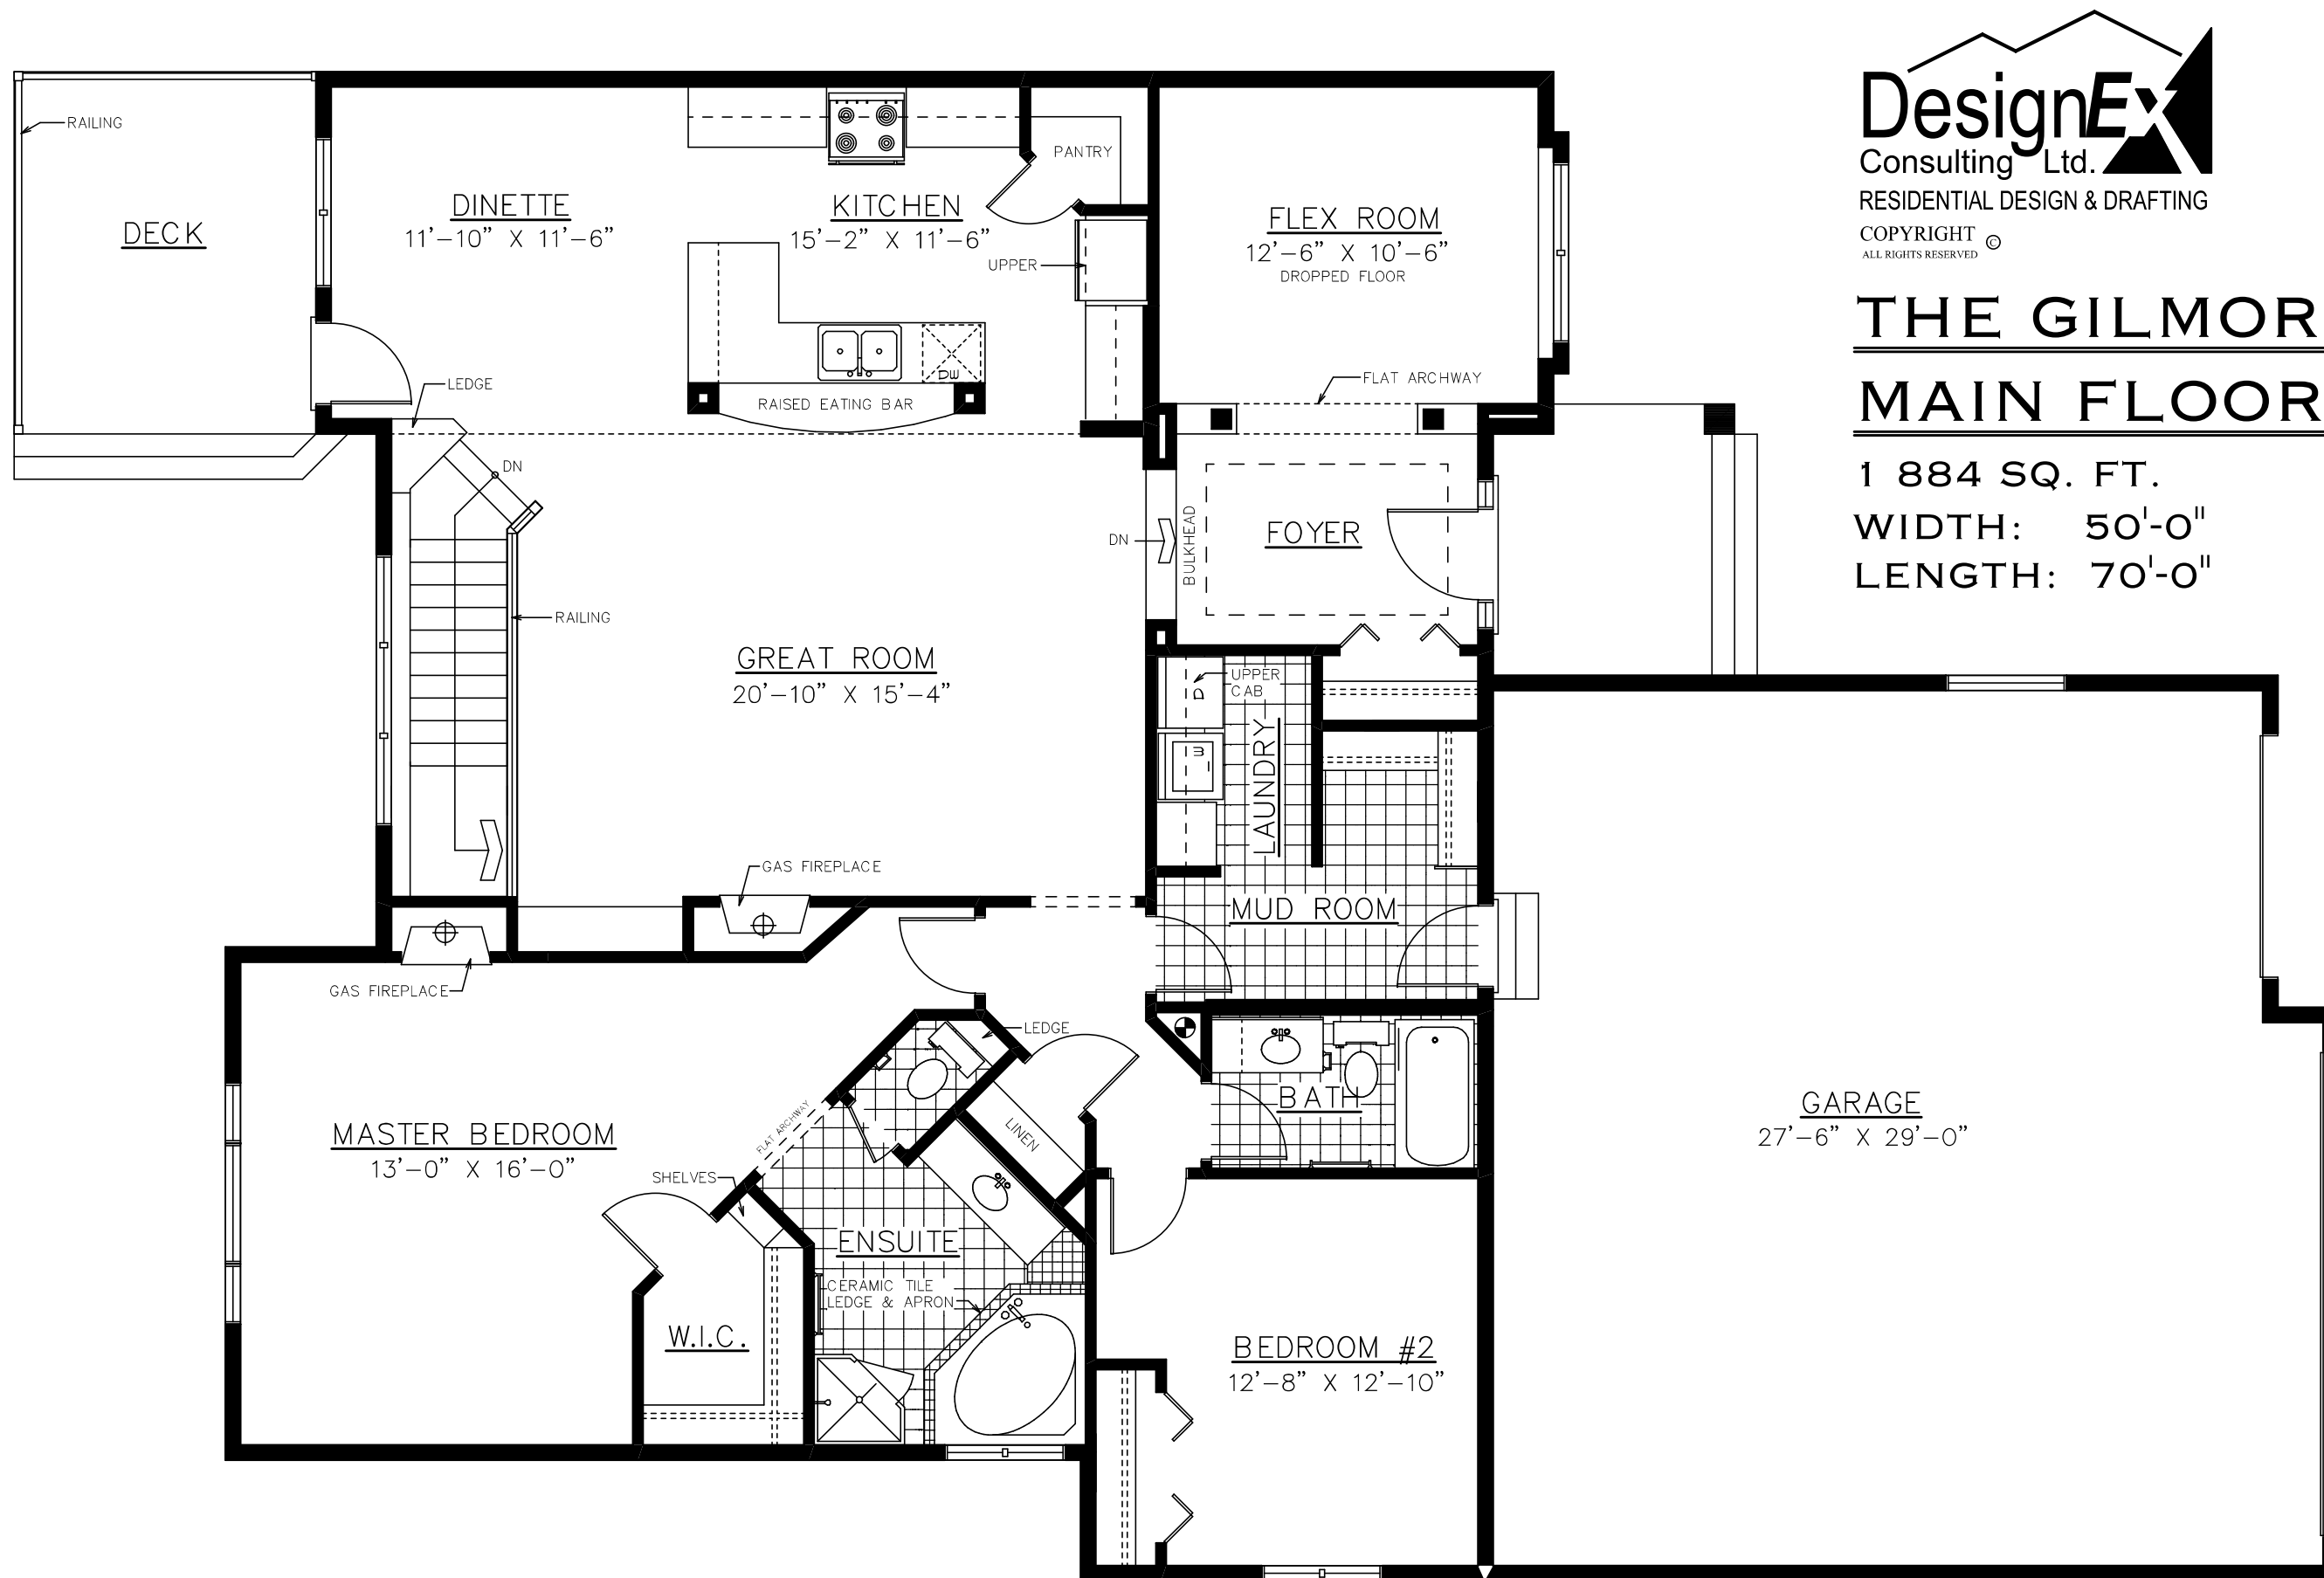 DesignEx
Consulting Ltd.
RESIDENTIAL DESIGN & DRAFTING
COPYRIGHT ©
ALL RIGHTS RESERVED
THE GILMOR
MAIN FLOOR
1 884 SQ. FT.
WIDTH: 50'-0"
LENGTH: 70'-0"
RAILING
DECK
DINETTE
11'-10" X 11'-6"
KITCHEN
15'-2" X 11'-6"
PANTRY
UPPER
FLEX ROOM
12'-6" X 10'-6"
DROPPED FLOOR
LEDGE
DW
RAISED EATING BAR
FLAT ARCHWAY
DN
DN
BULKHEAD
FOYER
RAILING
GREAT ROOM
20'-10" X 15'-4"
UPPER
CAB
D
W
LAUNDRY
GAS FIREPLACE
MUD ROOM
GAS FIREPLACE
LEDGE
BATH
GARAGE
27'-6" X 29'-0"
FLAT ARCHWAY
LINEN
MASTER BEDROOM
13'-0" X 16'-0"
SHELVES
ENSUITE
CERAMIC TILE
LEDGE & APRON
W.I.C.
BEDROOM #2
12'-8" X 12'-10"